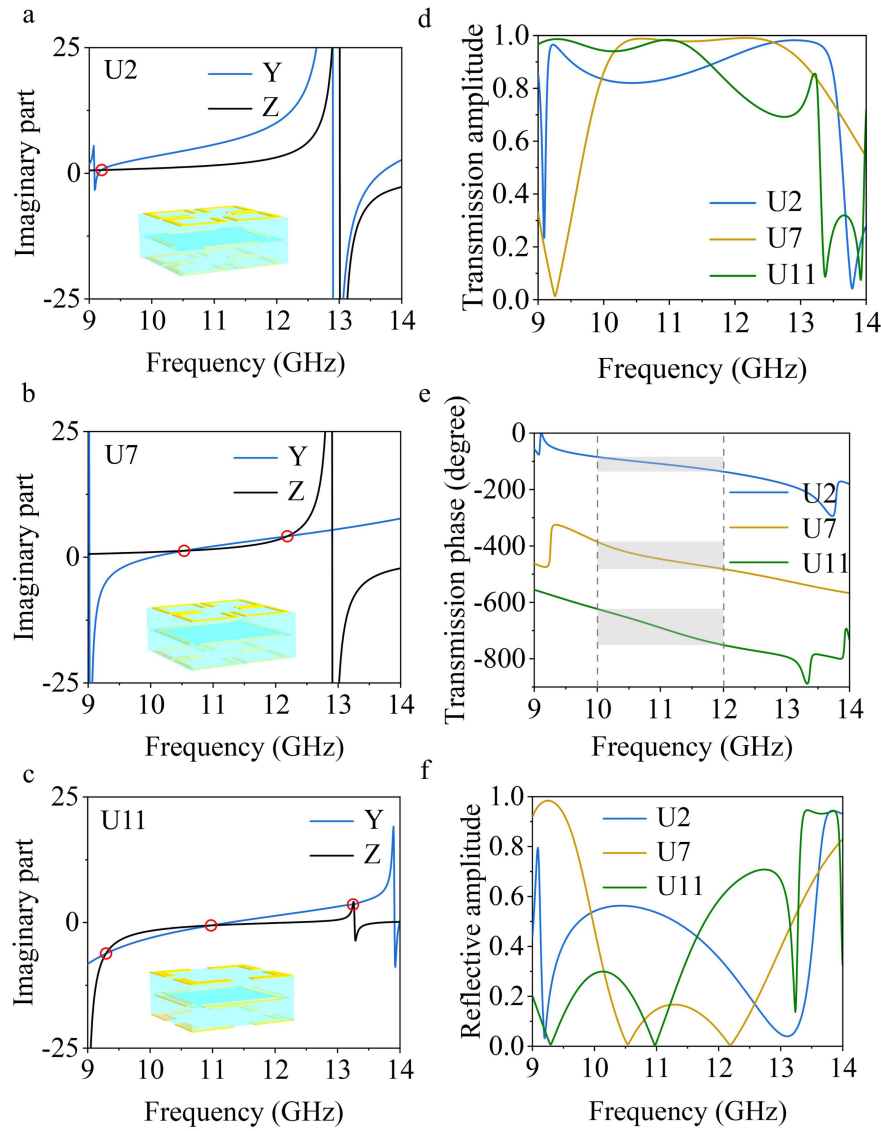 a
U2
Y
Z
25
0
-25
Imaginary part
9 10 11 12 13 14
Frequency (GHz)
b
U7
Y
Z
25
0
-25
Imaginary part
9 10 11 12 13 14
Frequency (GHz)
c
U11
Y
Z
25
0
-25
Imaginary part
9 10 11 12 13 14
Frequency (GHz)
d
1.0
0.8
0.6
0.4
0.2
0.0
Transmission amplitude
U2
U7
U11
9 10 11 12 13 14
Frequency (GHz)
e
0
-200
-400
-600
-800
Transmission phase (degree)
U2
U7
U11
9 10 11 12 13 14
Frequency (GHz)
f
1.0
0.8
0.6
0.4
0.2
0.0
Reflective amplitude
U2
U7
U11
9 10 11 12 13 14
Frequency (GHz)